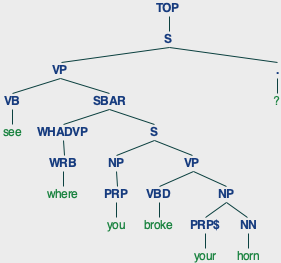 TOP
S
VP .
VB SBAR ?
see WHADVP S
WRB NP VP
where PRP VBD NP
you broke PRP$ NN
your horn